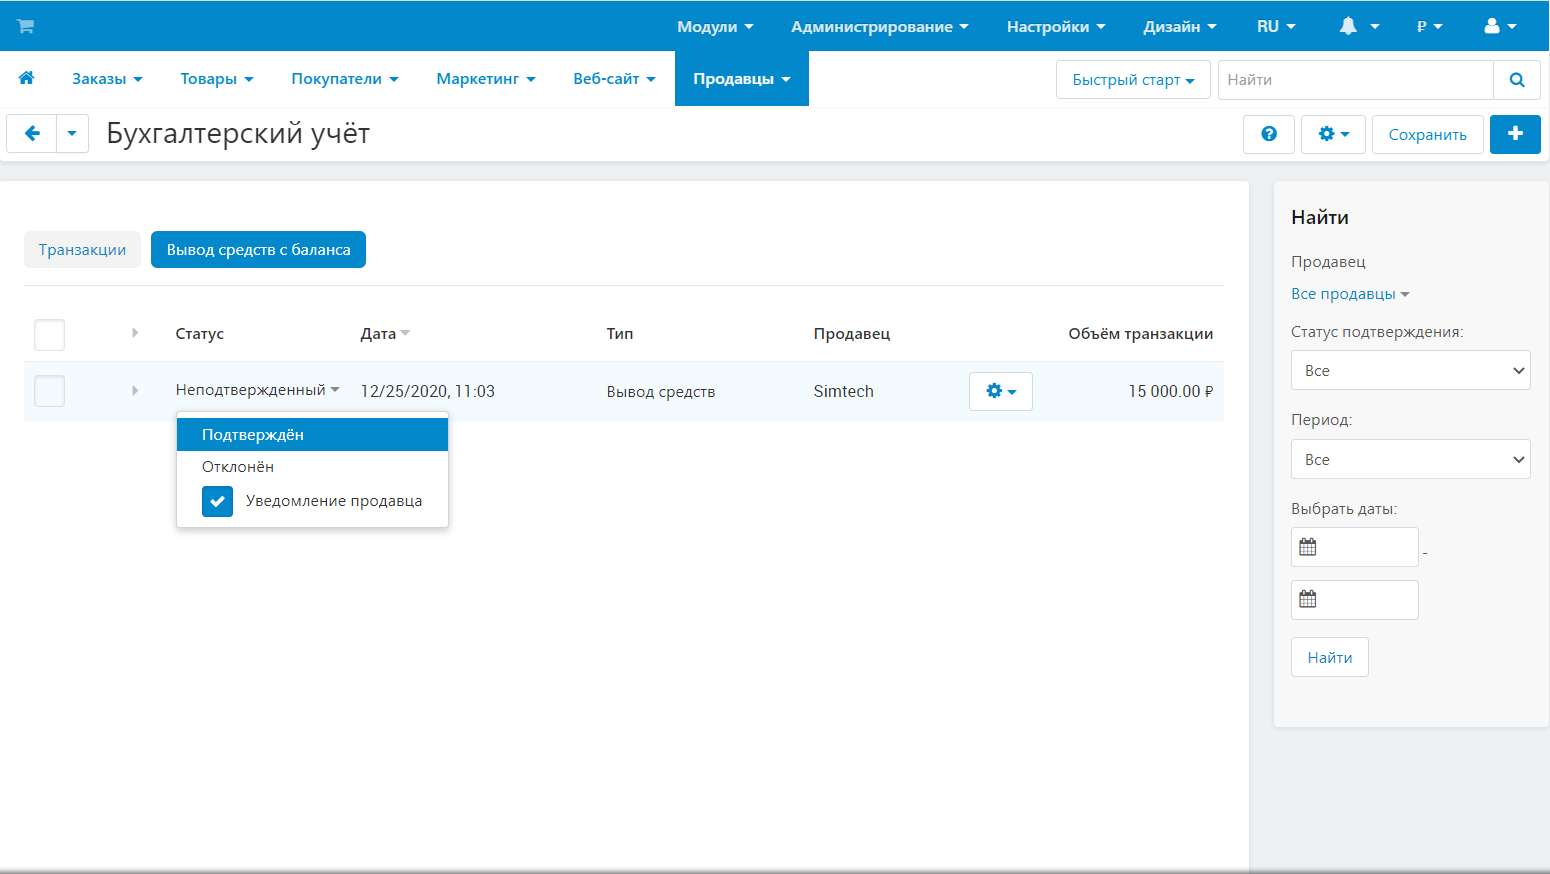 Модули Администрирование Настройки Дизайн RU ₽
Заказы Товары Покупатели Маркетинг Веб-сайт Продавцы Быстрый старт Найти
Бухгалтерский учёт Сохранить
Транзакции Вывод средств с баланса
Статус Дата Тип Продавец Объём транзакции
Неподтвержденный 12/25/2020, 11:03 Вывод средств Simtech 15 000.00 ₽
Подтверждён
Отклонён
Уведомление продавца
Найти
Продавец
Все продавцы
Статус подтверждения:
Все
Период:
Все
Выбрать даты:
-
Найти